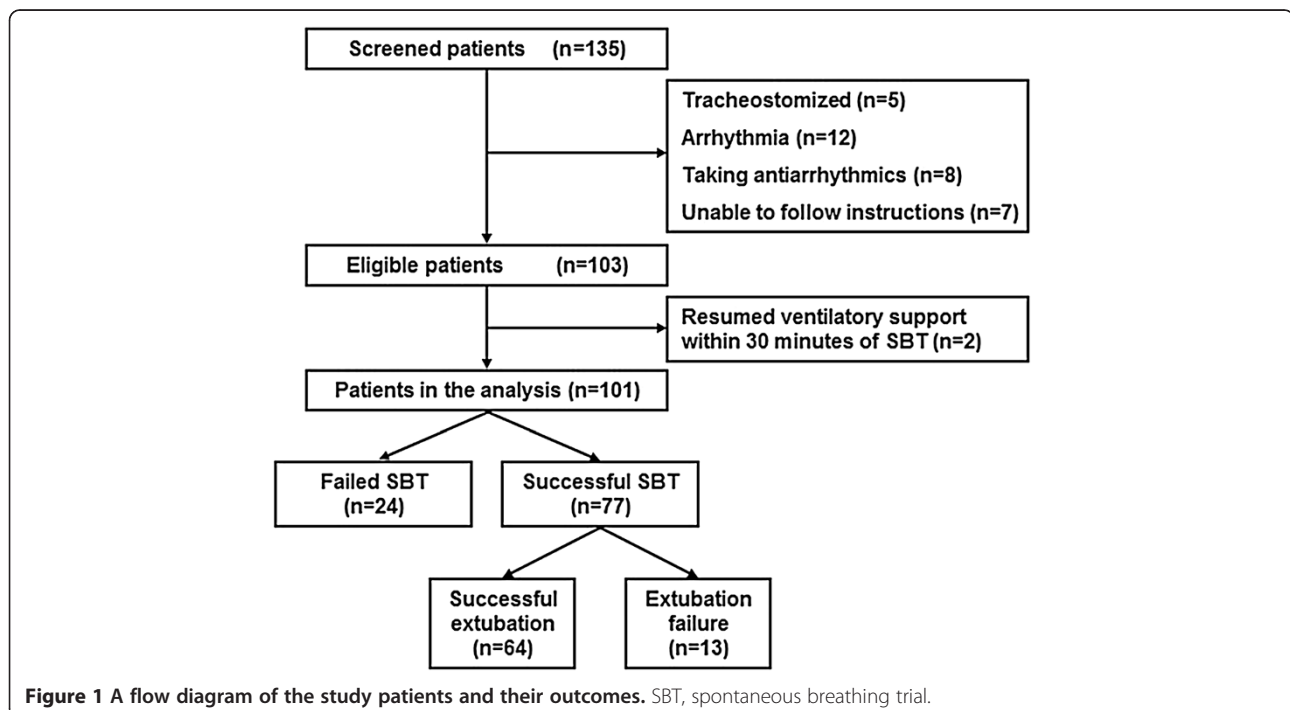 Screened patients (n=135)
Tracheostomized (n=5)
Arrhythmia (n=12)
Taking antiarrhythmics (n=8)
Unable to follow instructions (n=7)
Eligible patients (n=103)
Resumed ventilatory support
within 30 minutes of SBT (n=2)
Patients in the analysis (n=101)
Failed SBT
(n=24)
Successful SBT
(n=77)
Successful
extubation
(n=64)
Extubation
failure
(n=13)
Figure 1 A flow diagram of the study patients and their outcomes. SBT, spontaneous breathing trial.